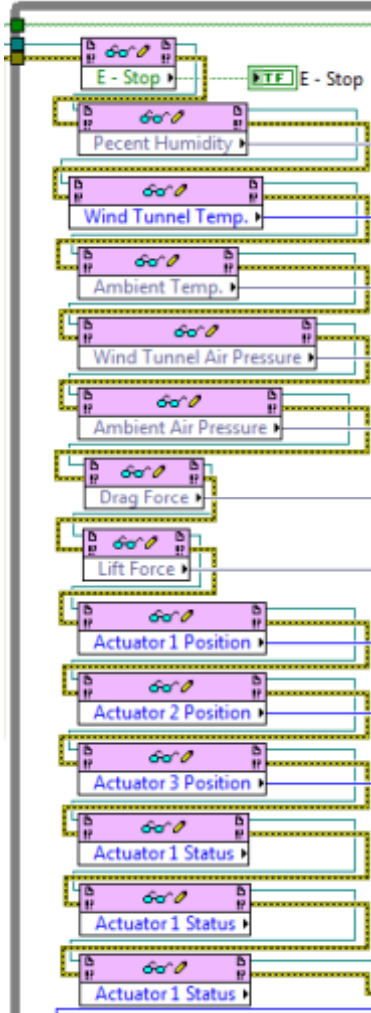 E - Stop
TF
E - Stop
Pecent Humidity
Wind Tunnel Temp.
Ambient Temp.
Wind Tunnel Air Pressure
Ambient Air Pressure
Drag Force
Lift Force
Actuator 1 Position
Actuator 2 Position
Actuator 3 Position
Actuator 1 Status
Actuator 1 Status
Actuator 1 Status